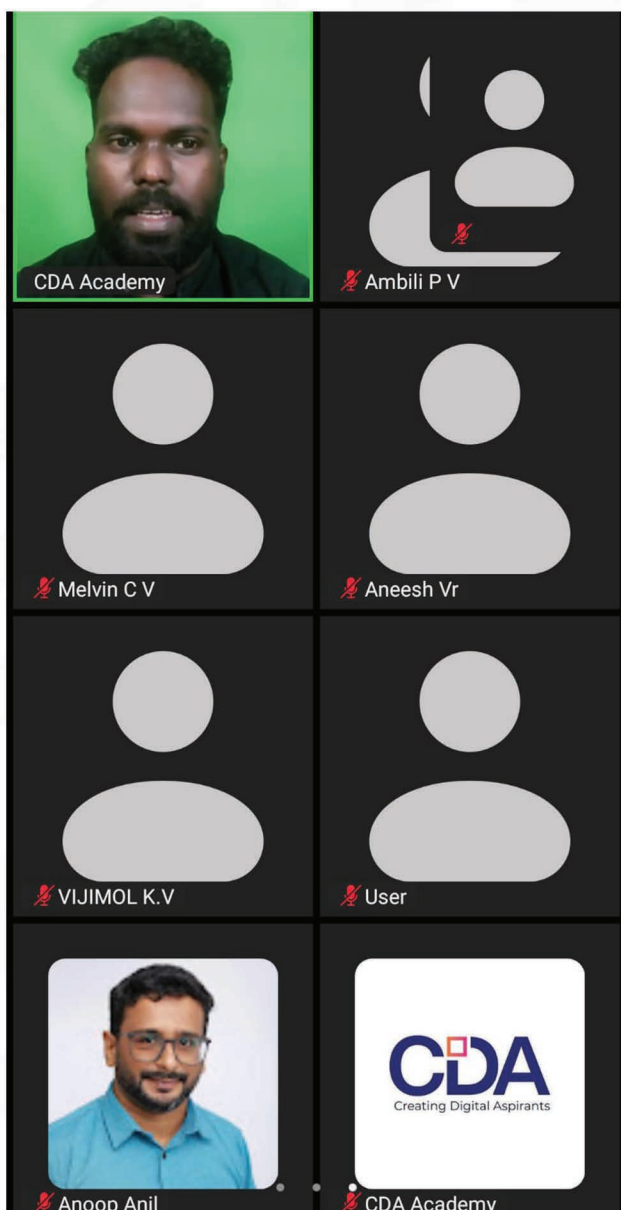 CDA Academy
Ambili P V
Melvin C V
Aneesh Vr
VIJIMOL K.V
User
CDA
Creating Digital Aspirants
Anoop Anil
CDA Academy